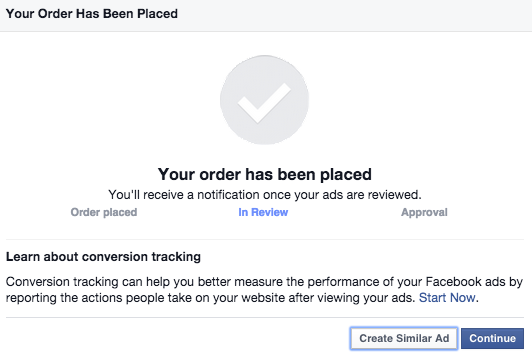 Your Order Has Been Placed
Your order has been placed
You'll receive a notification once your ads are reviewed.
Order placed In Review Approval
Learn about conversion tracking
Conversion tracking can help you better measure the performance of your Facebook ads by
reporting the actions people take on your website after viewing your ads. Start Now.
Create Similar Ad Continue